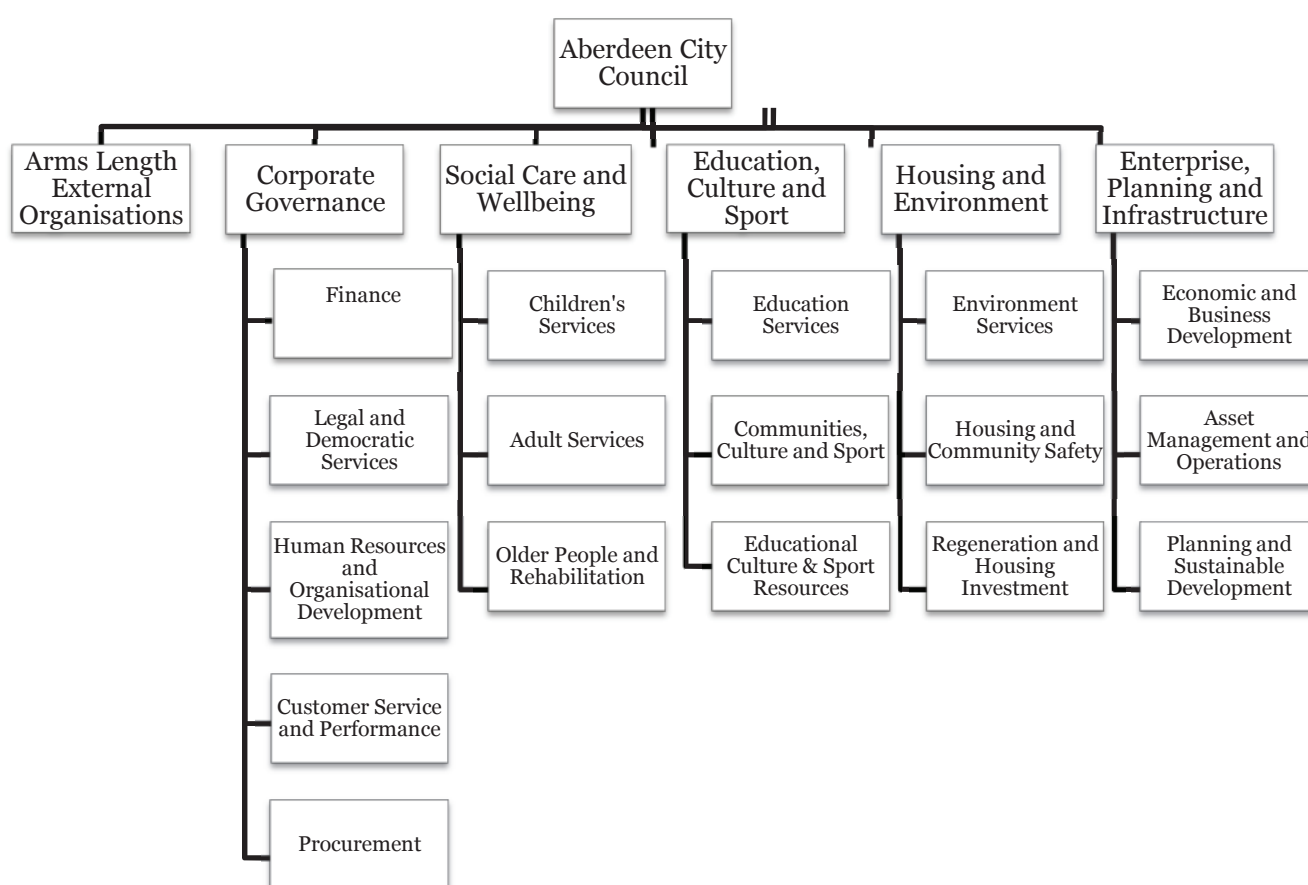 Aberdeen City
Council
Arms Length
External
Organisations
Corporate
Governance
Social Care and
Wellbeing
Education,
Culture and
Sport
Housing and
Environment
Enterprise,
Planning and
Infrastructure
Finance
Legal and
Democratic
Services
Human Resources
and
Organisational
Development
Customer Service
and Performance
Procurement
Children's
Services
Adult Services
Older People and
Rehabilitation
Education
Services
Communities,
Culture and Sport
Educational
Culture & Sport
Resources
Environment
Services
Housing and
Community Safety
Regeneration and
Housing
Investment
Economic and
Business
Development
Asset
Management and
Operations
Planning and
Sustainable
Development